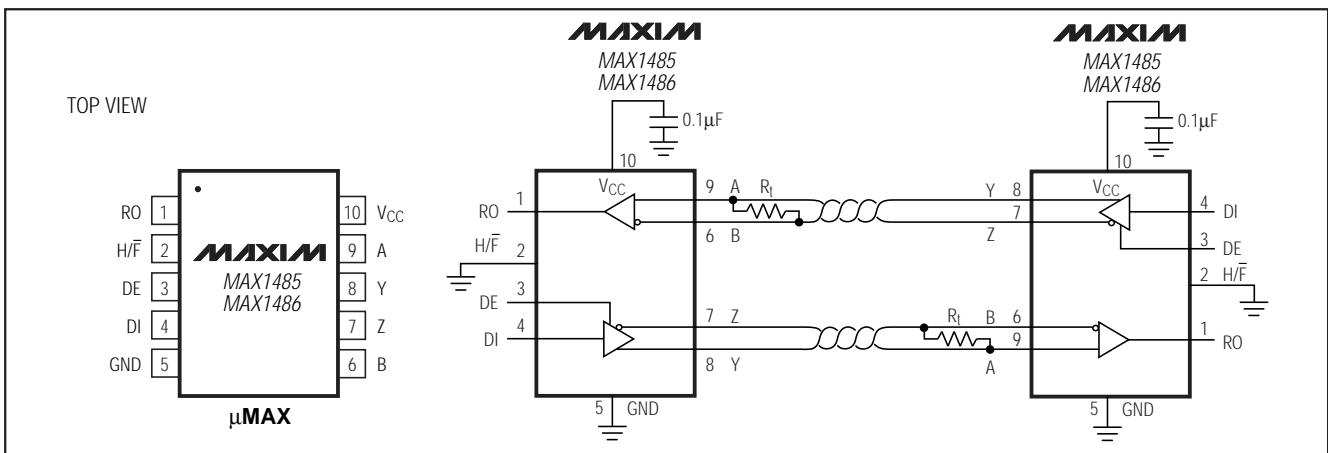 TOP VIEW
RO 1
H/F̅ 2
DE 3
DI 4
GND 5
10 VCC
9 A
8 Y
7 Z
6 B
MAXIM
MAX1485
MAX1486
µMAX
MAXIM
MAX1485
MAX1486
0.1µF
10
VCC
RO 1
H/F̅ 2
DE 3
DI 4
9 A Rt
6 B
7 Z
8 Y
5 GND
MAXIM
MAX1485
MAX1486
0.1µF
10
VCC
Y 8
7
Z
4 DI
3 DE
2 H/F̅
Rt B 6
9
A
1 RO
5 GND